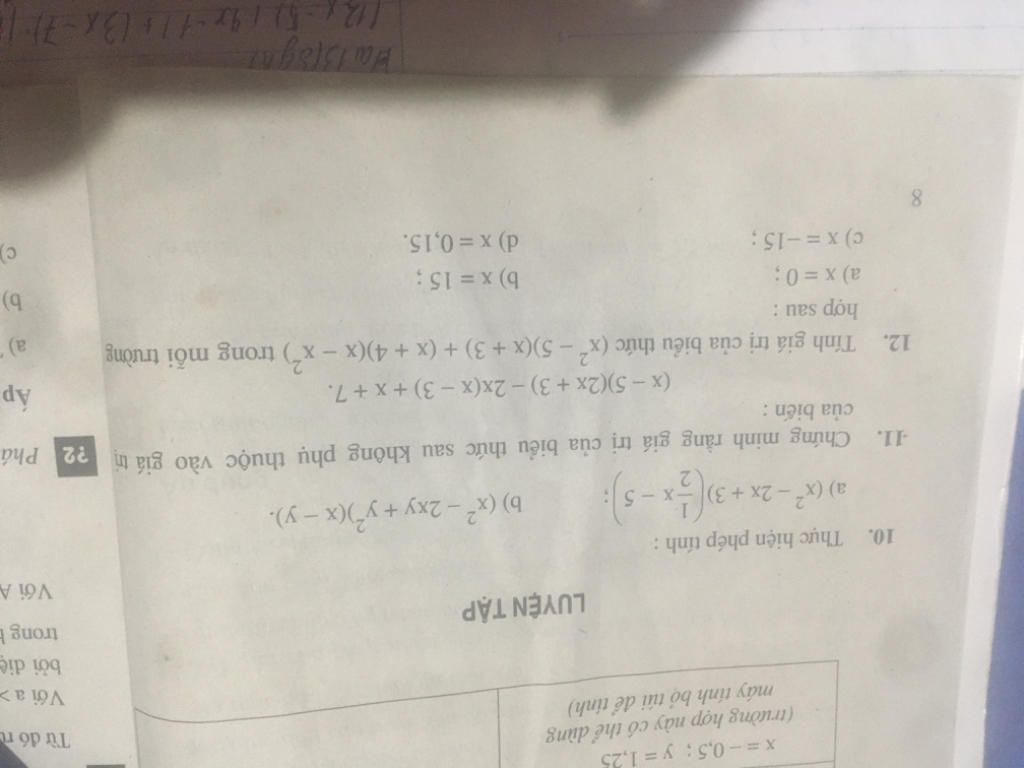 x = – 0,5 ; y = 1,25
(trường hợp này có thể dùng
máy tính bỏ túi để tính)
LUYỆN TẬP
10. Thực hiện phép tính :
a) (x² – 2x + 3)(1/2 x – 5) ; b) (x² – 2xy + y²)(x – y).
11. Chứng minh rằng giá trị của biểu thức sau không phụ thuộc vào giá trị
của biến :
(x – 5)(2x + 3) – 2x(x – 3) + x + 7.
12. Tính giá trị của biểu thức (x² – 5)(x + 3) + (x + 4)(x – x²) trong mỗi trường
hợp sau :
a) x = 0 ; b) x = 15 ;
c) x = –15 ; d) x = 0,15.
8
Từ đó
Với a >
bởi
trong
Với A
?2
Áp
a)
b)
c)